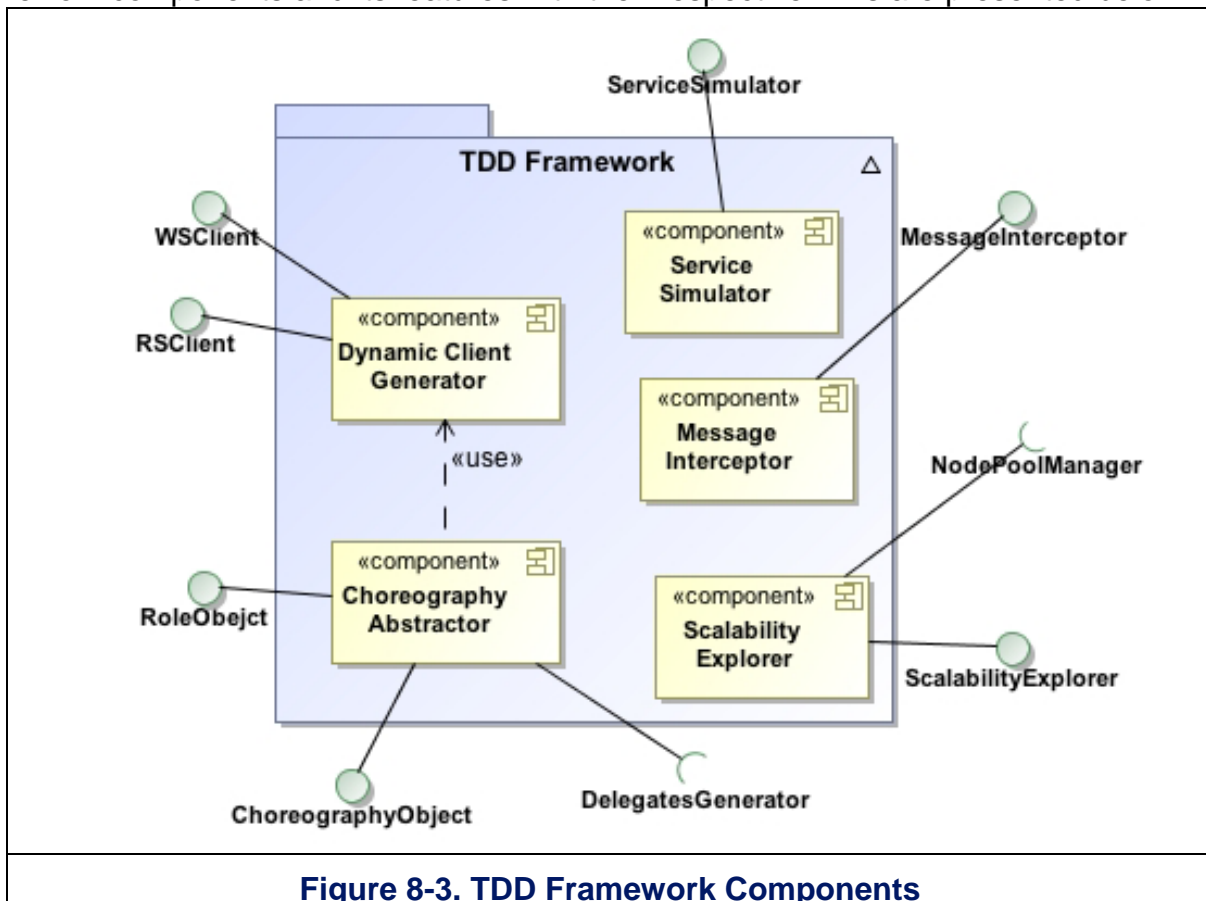 ServiceSimulator
TDD Framework
WSClient
«component»
Service
Simulator
MessageInterceptor
RSClient
«component»
Dynamic Client
Generator
«component»
Message
Interceptor
NodePoolManager
«use»
«component»
Choreography
Abstractor
RoleObejct
«component»
Scalability
Explorer
ScalabilityExplorer
ChoreographyObject
DelegatesGenerator
Figure 8-3. TDD Framework Components